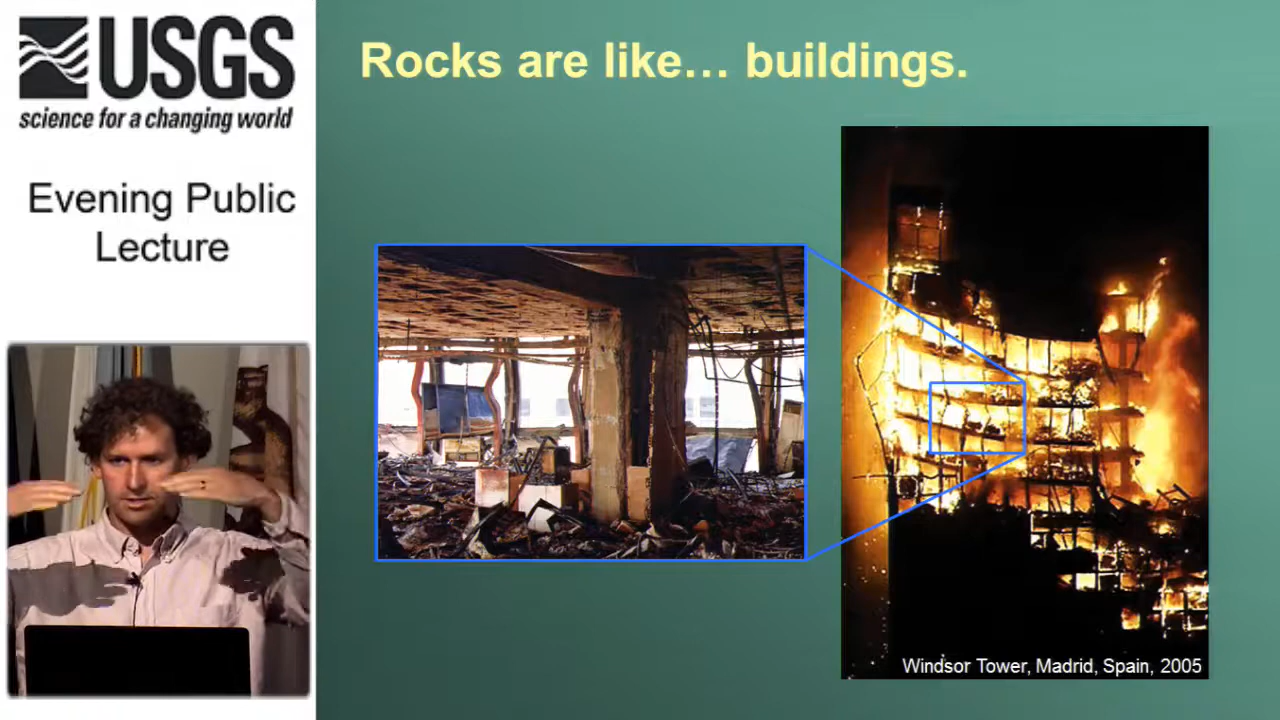 USGS
science for a changing world
Evening Public
Lecture
Rocks are like… buildings.
Windsor Tower, Madrid, Spain, 2005